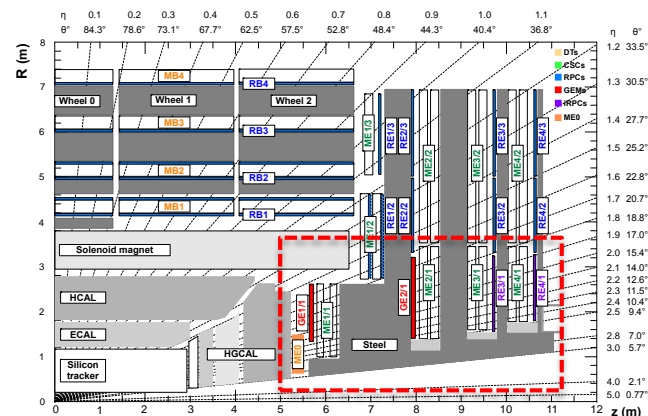 η 0.1 0.2 0.3 0.4 0.5 0.6 0.7 0.8 0.9 1.0 1.1
θ° 84.3° 78.6° 73.1° 67.7° 62.5° 57.5° 52.8° 48.4° 44.3° 40.4° 36.8° η θ°
R (m)
8
7
6
5
4
3
2
1
0
1.2 33.5°
1.3 30.5°
1.4 27.7°
1.5 25.2°
1.6 22.8°
1.7 20.7°
1.8 18.8°
1.9 17.0°
2.0 15.4°
2.1 14.0°
2.2 12.6°
2.3 11.5°
2.4 10.4°
2.5 9.4°
2.8 7.0°
3.0 5.7°
4.0 2.1°
5.0 0.77°
DTs
CSCs
RPCs
GEMs
iRPCs
ME0
MB4
RB4
Wheel 0
Wheel 1
Wheel 2
MB3
RB3
MB2
RB2
MB1
RB1
Solenoid magnet
HCAL
ECAL
Silicon
tracker
HGCAL
Steel
ME0
GE1/1
ME1/1
ME1/2
ME1/3
RE1/3
RE2/3
RE1/2
RE2/2
GE2/1
ME2/2
ME2/1
ME3/2
ME3/1
RE3/3
RE3/2
RE3/1
ME4/2
ME4/1
RE4/3
RE4/2
RE4/1
0 1 2 3 4 5 6 7 8 9 10 11 12 z (m)